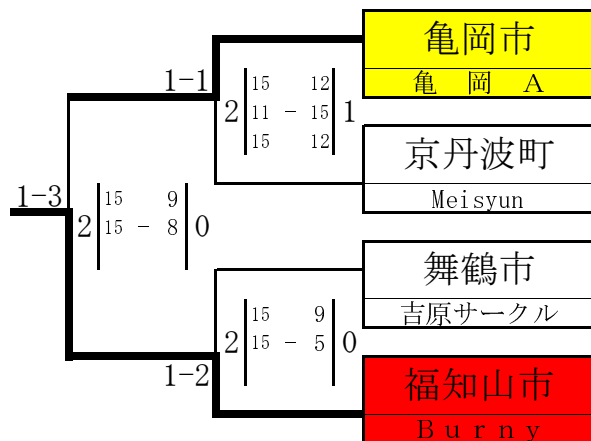 亀岡市
亀 岡 A
1-1
2 15 12 1
11 - 15
15 12
京丹波町
Meisyun
1-3
2 15 9 0
15 - 8
舞鶴市
吉原サークル
2 15 9 0
15 - 5
1-2
福知山市
Burny